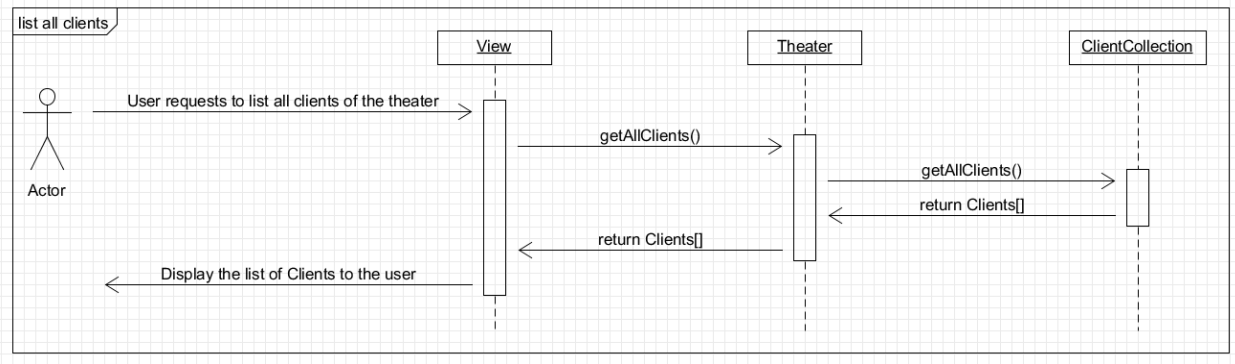 list all clients
View
Theater
ClientCollection
User requests to list all clients of the theater
getAllClients()
getAllClients()
Actor
return Clients[]
return Clients[]
Display the list of Clients to the user